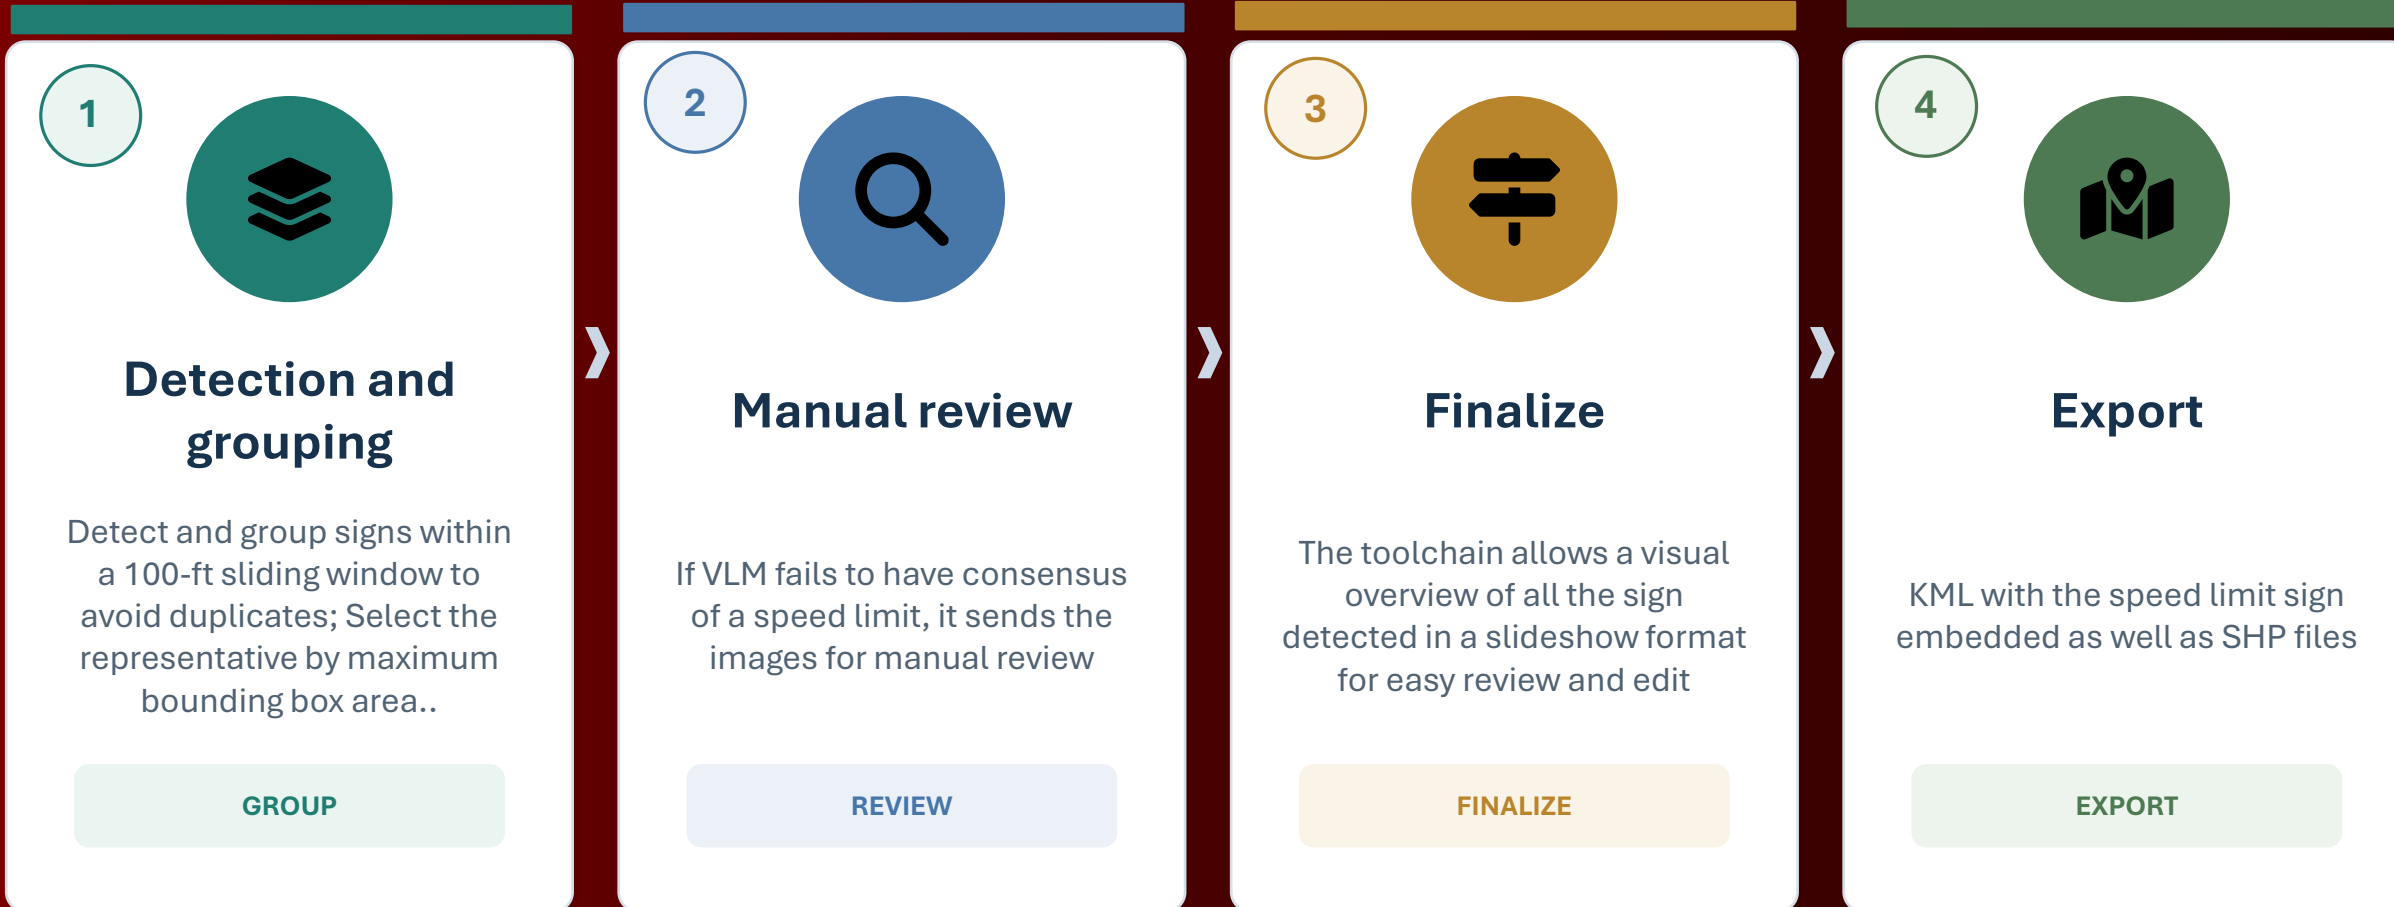 1
Detection and
grouping
Detect and group signs within
a 100-ft sliding window to
avoid duplicates; Select the
representative by maximum
bounding box area..
GROUP
2
Manual review
If VLM fails to have consensus
of a speed limit, it sends the
images for manual review
REVIEW
3
Finalize
The toolchain allows a visual
overview of all the sign
detected in a slideshow format
for easy review and edit
FINALIZE
4
Export
KML with the speed limit sign
embedded as well as SHP files
EXPORT